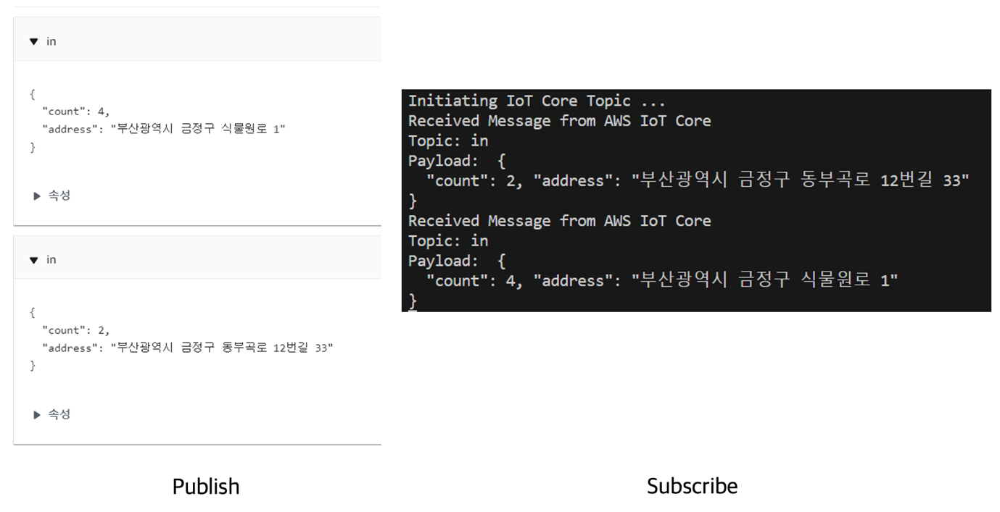 ▼ in
{
"count": 4,
"address": "부산광역시 금정구 식물원로 1"
}
▶ 속성
▼ in
{
"count": 2,
"address": "부산광역시 금정구 동부곡로 12번길 33"
}
▶ 속성
Publish
Initiating IoT Core Topic ...
Received Message from AWS IoT Core
Topic: in
Payload:  {
"count": 2, "address": "부산광역시 금정구 동부곡로 12번길 33"
}
Received Message from AWS IoT Core
Topic: in
Payload:  {
"count": 4, "address": "부산광역시 금정구 식물원로 1"
}
Subscribe